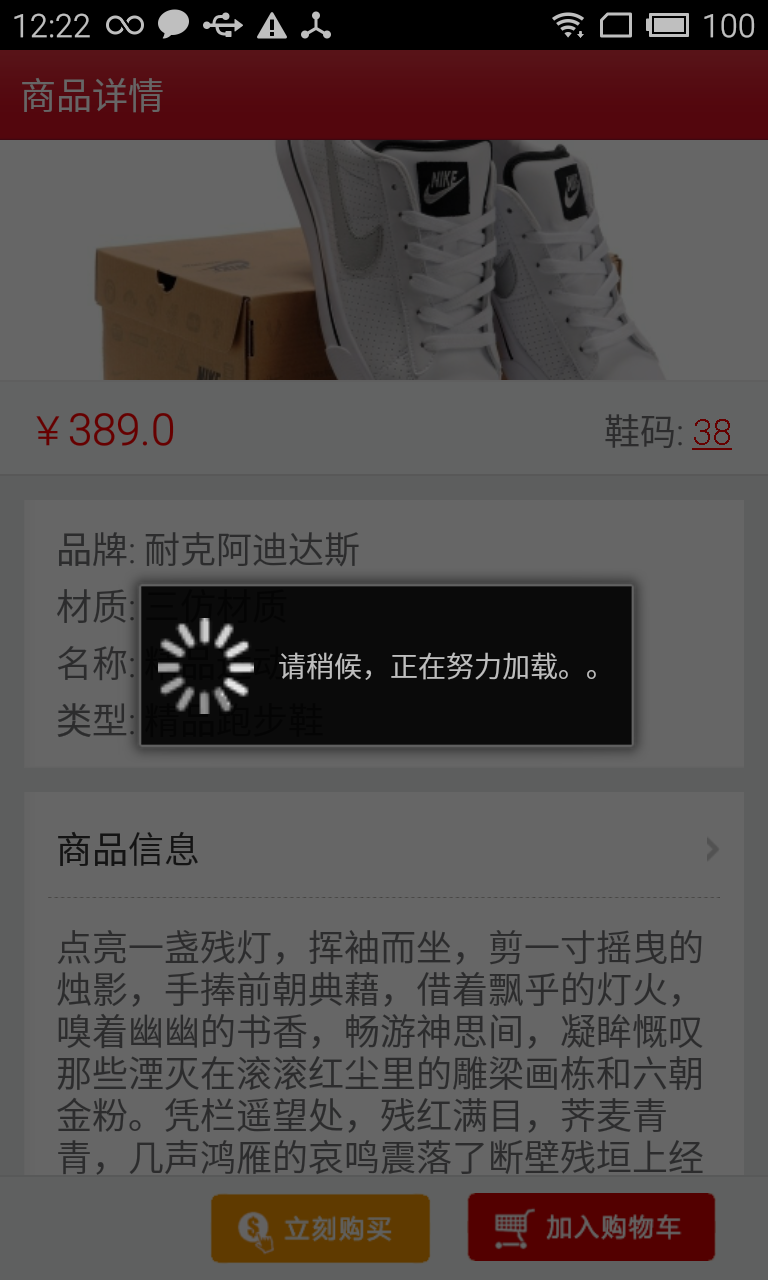 12:22 100
商品详情
NIKE
NIKE
￥389.0 鞋码: 38
品牌: 耐克阿迪达斯
材质: 三仿材质
名称: 精品运动
请稍候，正在努力加载。。
类型: 精品跑步鞋
商品信息
点亮一盏残灯，挥袖而坐，剪一寸摇曳的
烛影，手捧前朝典藉，借着飘乎的灯火，
嗅着幽幽的书香，畅游神思间，凝眸慨叹
那些湮灭在滚滚红尘里的雕梁画栋和六朝
金粉。凭栏遥望处，残红满目，荞麦青
青，几声鸿雁的哀鸣震落了断壁残垣上经
立刻购买 加入购物车